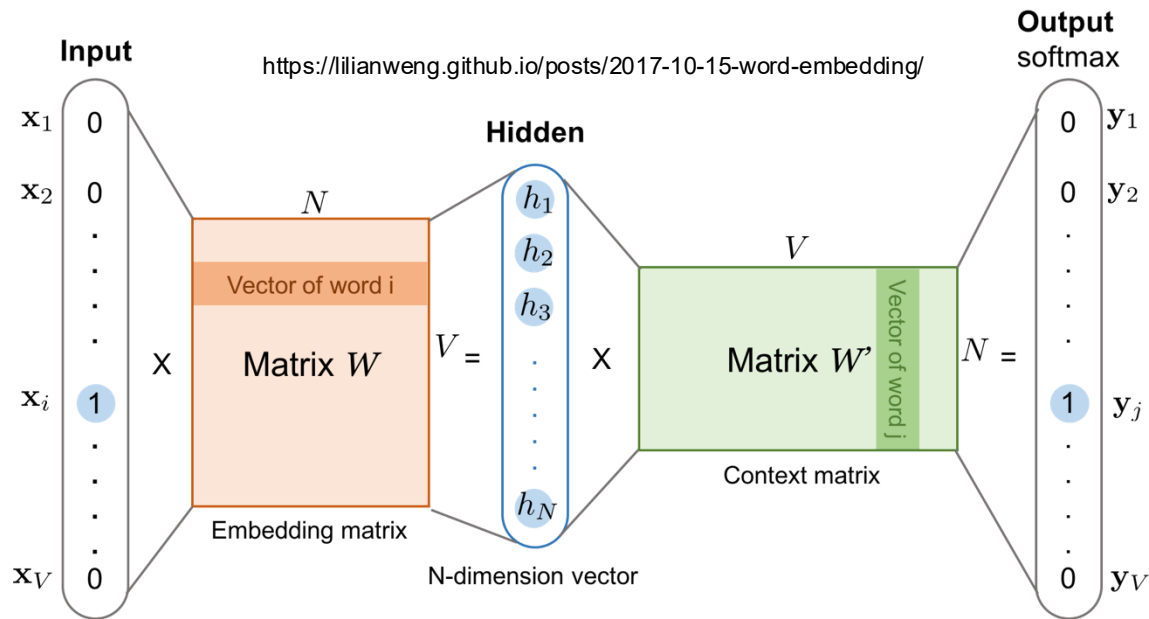 Input
https://lilianweng.github.io/posts/2017-10-15-word-embedding/
Output
softmax
x₁ 0
x₂ 0
.
.
.
.
xᵢ 1
.
.
.
.
xV 0
X
N
Vector of word i
Matrix W
V =
Embedding matrix
Hidden
h₁
h₂
h₃
.
.
.
.
.
hN
N-dimension vector
X
V
Vector of word j
Matrix W'
N =
Context matrix
0 y₁
0 y₂
.
.
.
.
1 yⱼ
.
.
.
.
0 yV